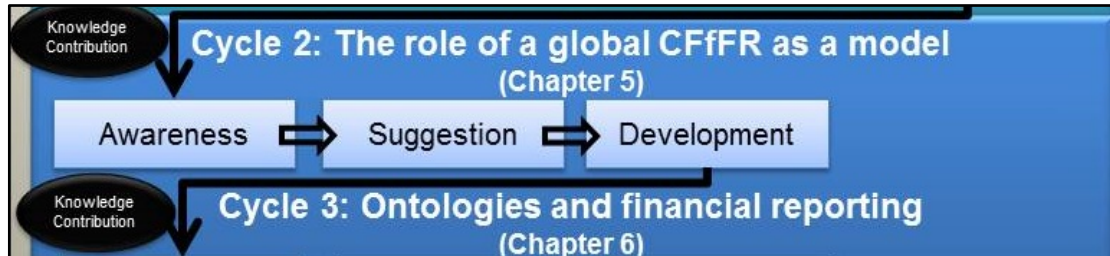 Knowledge
Contribution
Cycle 2: The role of a global CFfFR as a model
(Chapter 5)
Awareness
Suggestion
Development
Knowledge
Contribution
Cycle 3: Ontologies and financial reporting
(Chapter 6)